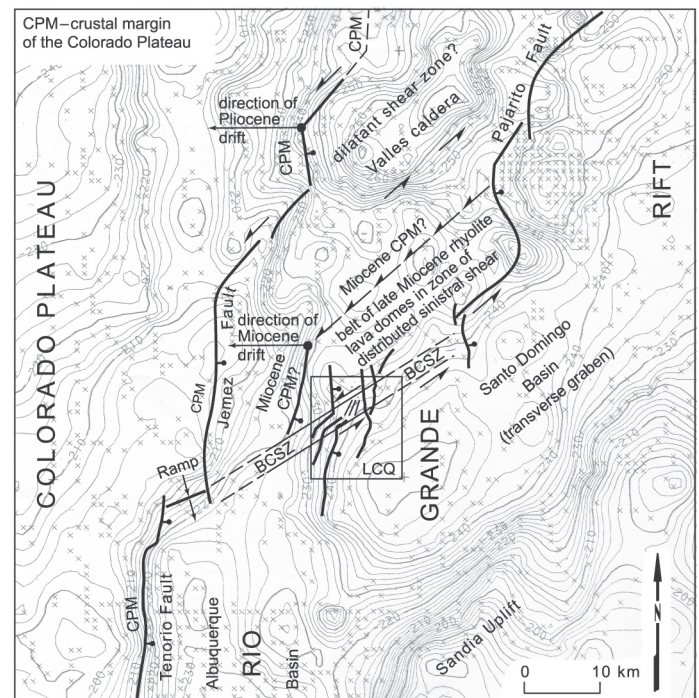 CPM–crustal margin
of the Colorado Plateau
CPM
Fault
Pajarito
direction of
Pliocene
drift
dilatant shear zone?
Valles caldera
CPM
RIFT
COLORADO PLATEAU
Miocene CPM?
belt of late Miocene rhyolite
lava domes in zone of
distributed sinistral shear
Fault
Jemez
CPM
direction of
Miocene
drift
Miocene
CPM?
BCSZ
Santo Domingo
Basin
(transverse graben)
GRANDE
LCQ
BCSZ
Ramp
CPM
Tenorio Fault
Albuquerque
RIO
Basin
Sandia Uplift
N
0 10 km